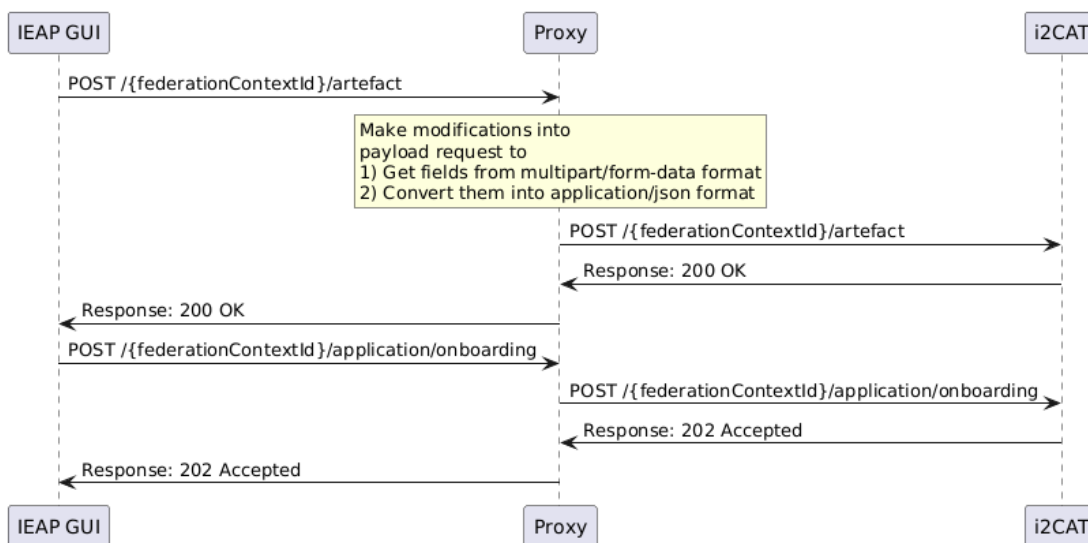 IEAP GUI
Proxy
i2CAT
POST /{federationContextId}/artefact
Make modifications into
payload request to
1) Get fields from multipart/form-data format
2) Convert them into application/json format
POST /{federationContextId}/artefact
Response: 200 OK
Response: 200 OK
POST /{federationContextId}/application/onboarding
POST /{federationContextId}/application/onboarding
Response: 202 Accepted
Response: 202 Accepted
IEAP GUI
Proxy
i2CAT